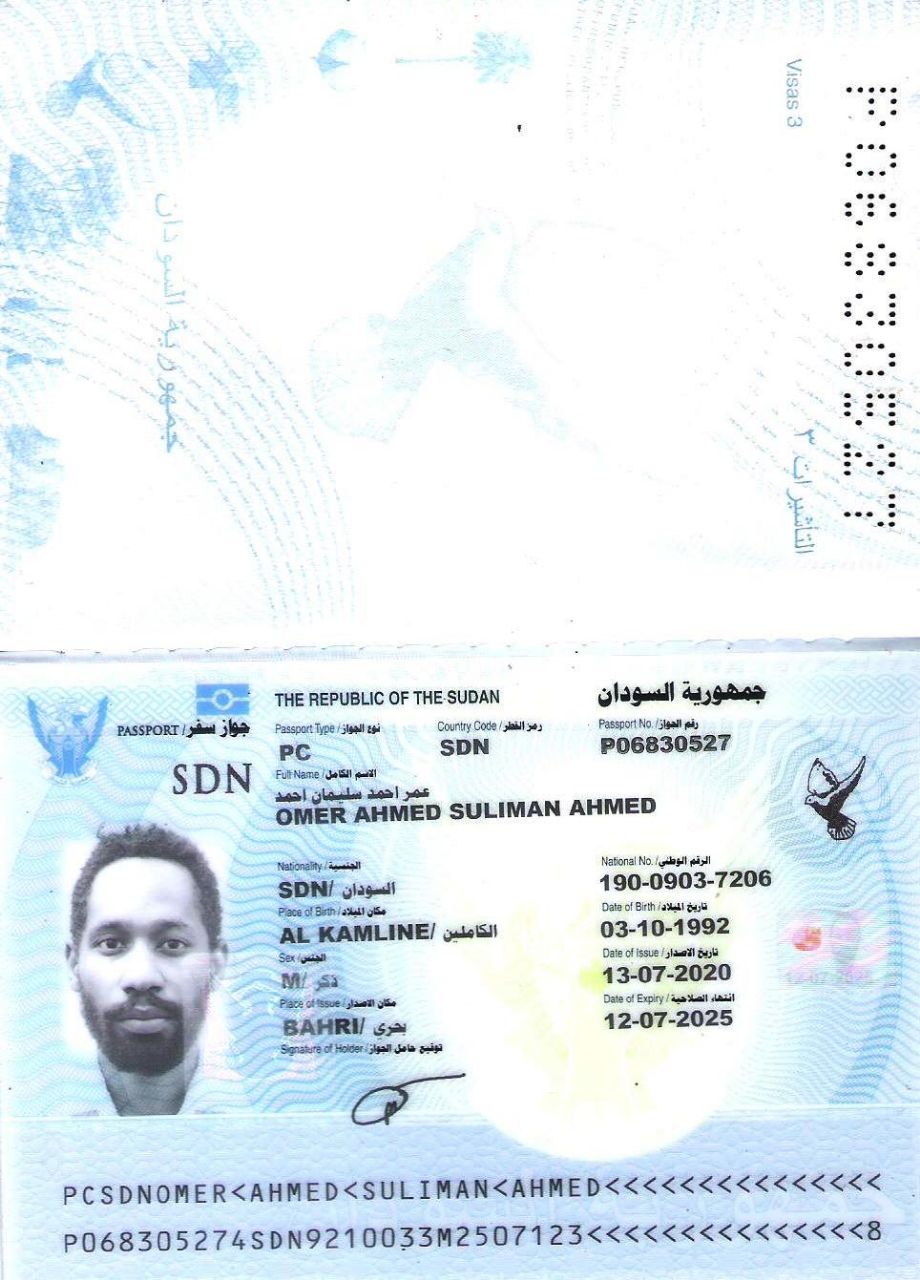 Visas 3
P06830527
التأشيرات ٣
جمهورية السودان
THE REPUBLIC OF THE SUDAN
جمهورية السودان
PASSPORT / جواز سفر
Passport Type / نوع الجواز
Country Code / رمز القطر
Passport No. / رقم الجواز
PC
SDN
P06830527
SDN
Full Name / الاسم الكامل
عمر احمد سليمان احمد
OMER AHMED SULIMAN AHMED
Nationality / الجنسية
National No. / الرقم الوطني
SDN/ السودان
190-0903-7206
Place of Birth / مكان الميلاد
Date of Birth / تاريخ الميلاد
AL KAMLINE/ الكاملين
03-10-1992
Sex / الجنس
Date of Issue / تاريخ الاصدار
M/ ذكر
13-07-2020
Place of Issue / مكان الاصدار
Date of Expiry / انتهاء الصلاحية
BAHRI/ بحري
12-07-2025
Signature of Holder / توقيع حامل الجواز
PCSDNOMER<AHMED<SULIMAN<AHMED<<<<<<<<<<<<<<<
P068305274SDN9210033M2507123<<<<<<<<<<<<<<<8